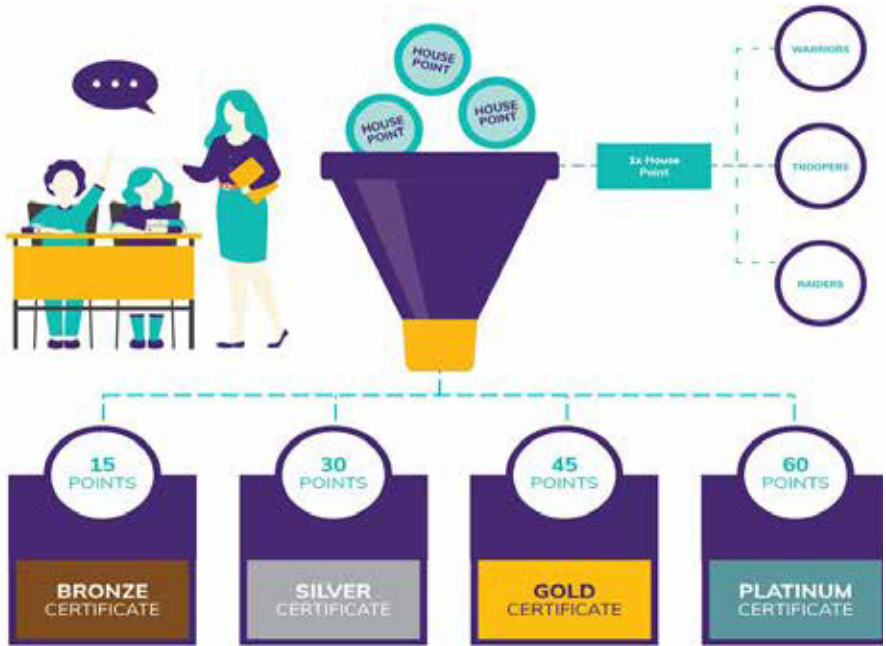 HOUSE
POINT
HOUSE
POINT
HOUSE
POINT
1x House
Point
WARRIORS
TROOPERS
RAIDERS
15
POINTS
BRONZE
CERTIFICATE
30
POINTS
SILVER
CERTIFICATE
45
POINTS
GOLD
CERTIFICATE
60
POINTS
PLATINUM
CERTIFICATE